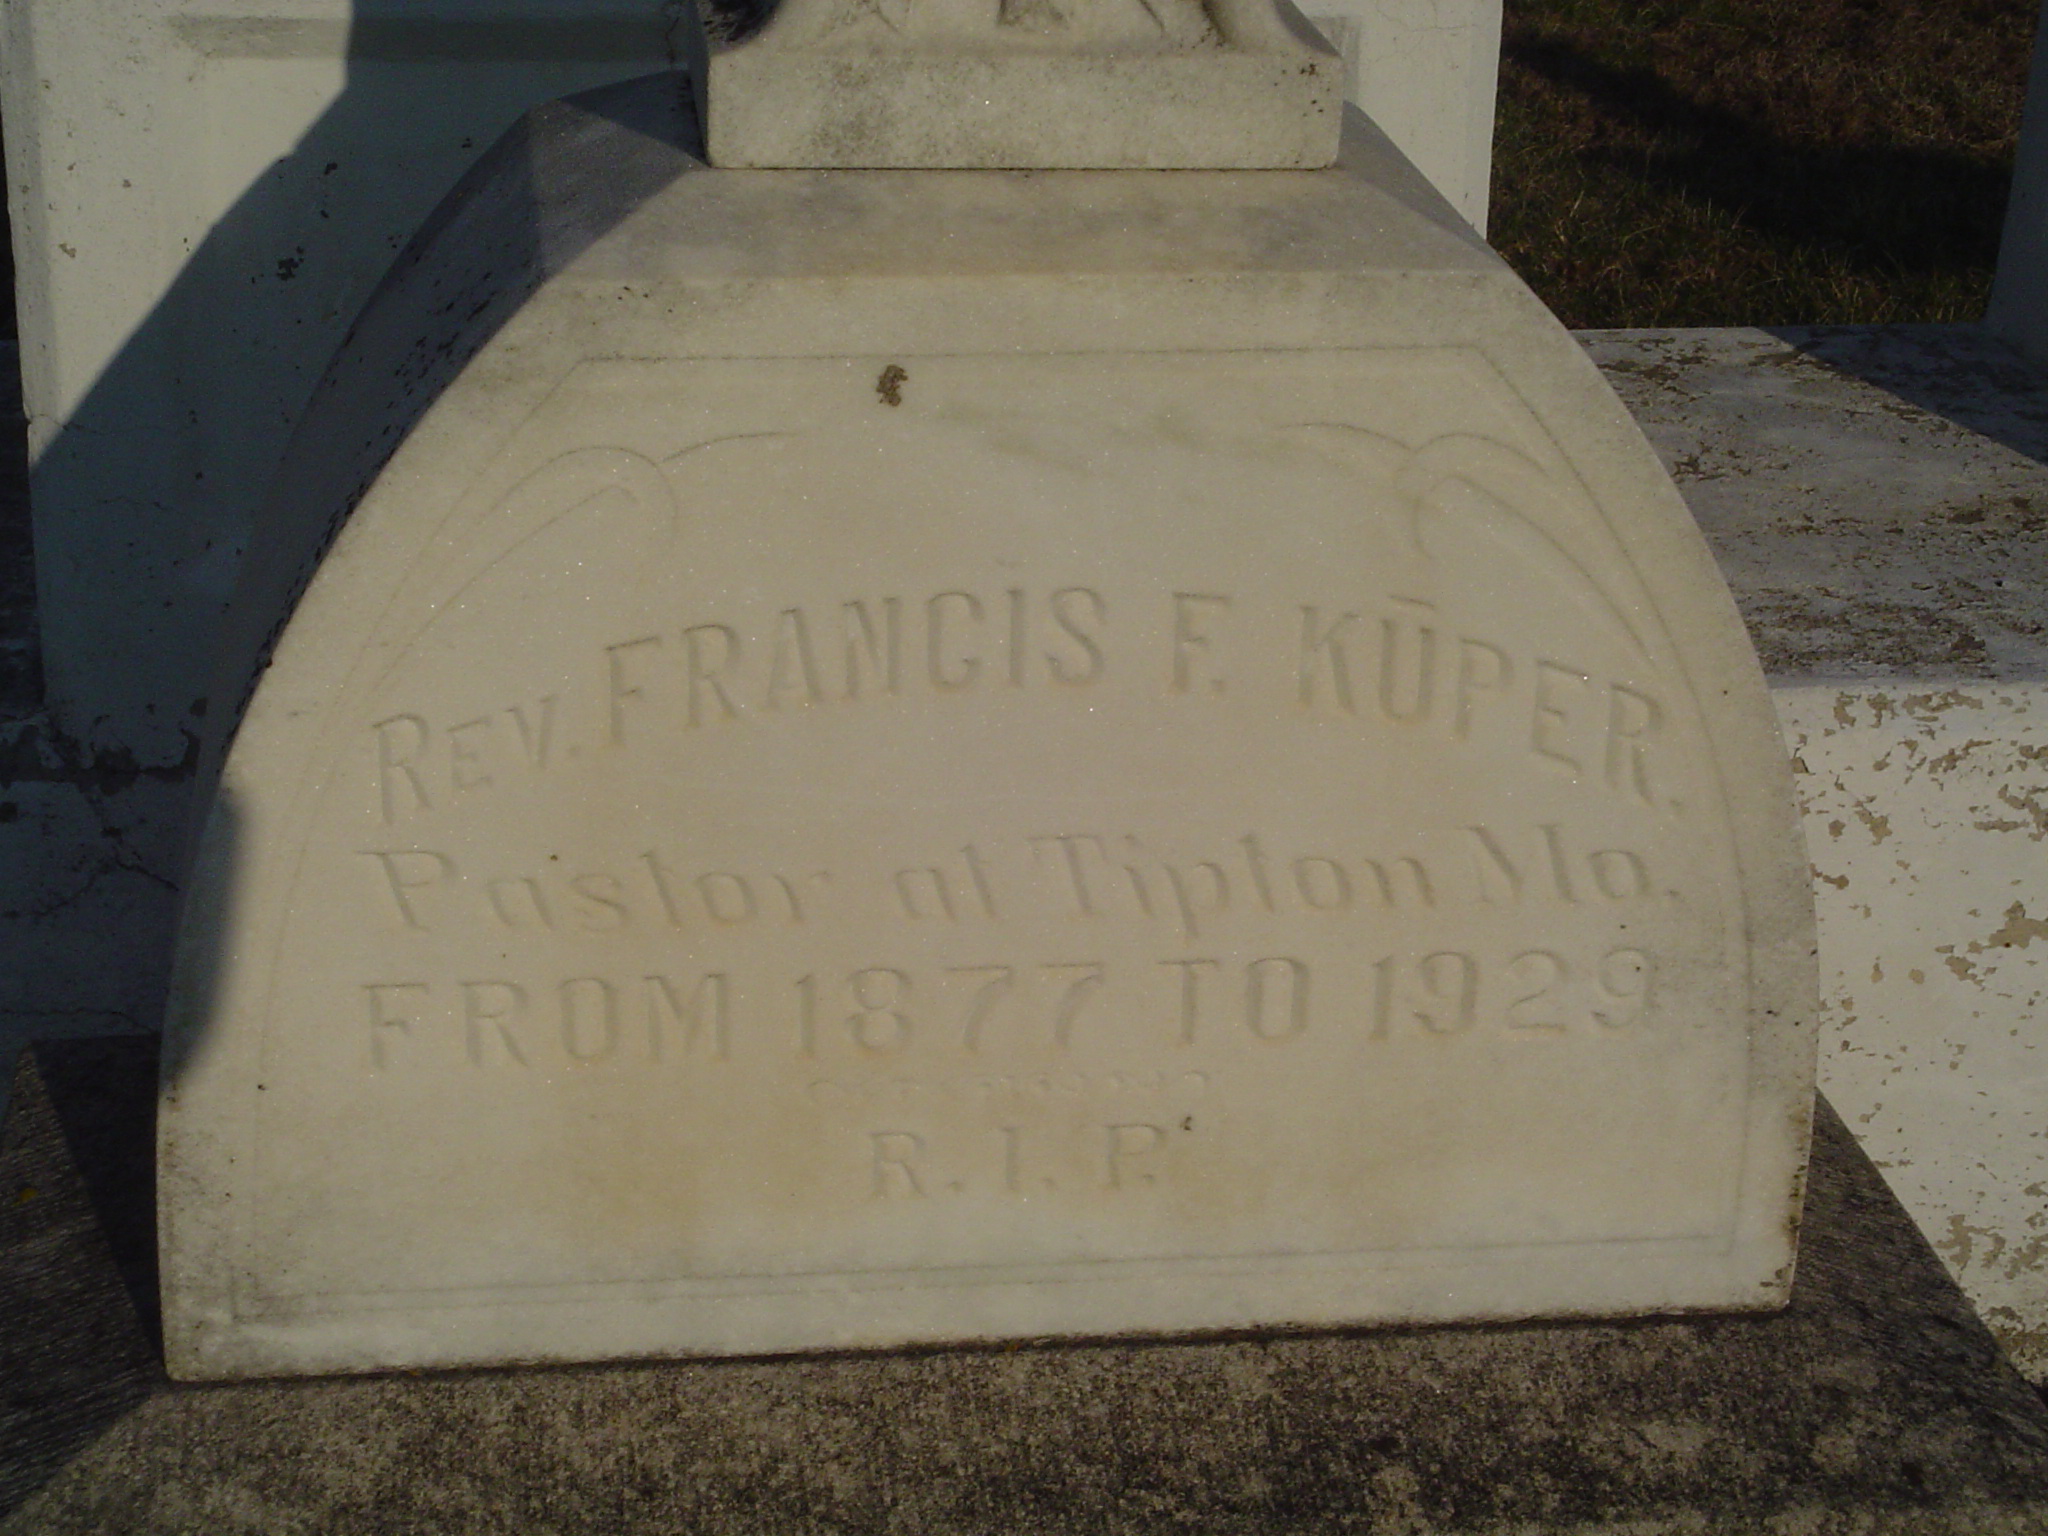 REV. FRANCIS F. KŪPER.
Pastor at Tipton Mo.
FROM 1877 TO 1929
R. I. P.